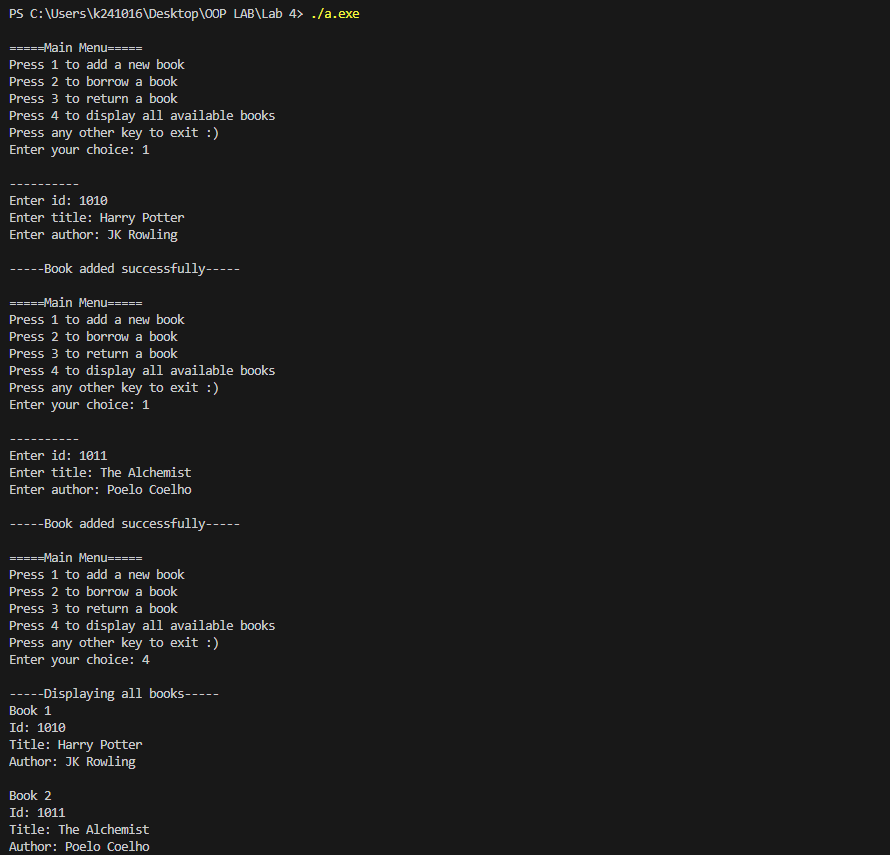 PS C:\Users\k241016\Desktop\OOP LAB\Lab 4> ./a.exe
=====Main Menu=====
Press 1 to add a new book
Press 2 to borrow a book
Press 3 to return a book
Press 4 to display all available books
Press any other key to exit :)
Enter your choice: 1
----------
Enter id: 1010
Enter title: Harry Potter
Enter author: JK Rowling
-----Book added successfully-----
=====Main Menu=====
Press 1 to add a new book
Press 2 to borrow a book
Press 3 to return a book
Press 4 to display all available books
Press any other key to exit :)
Enter your choice: 1
----------
Enter id: 1011
Enter title: The Alchemist
Enter author: Poelo Coelho
-----Book added successfully-----
=====Main Menu=====
Press 1 to add a new book
Press 2 to borrow a book
Press 3 to return a book
Press 4 to display all available books
Press any other key to exit :)
Enter your choice: 4
-----Displaying all books-----
Book 1
Id: 1010
Title: Harry Potter
Author: JK Rowling
Book 2
Id: 1011
Title: The Alchemist
Author: Poelo Coelho